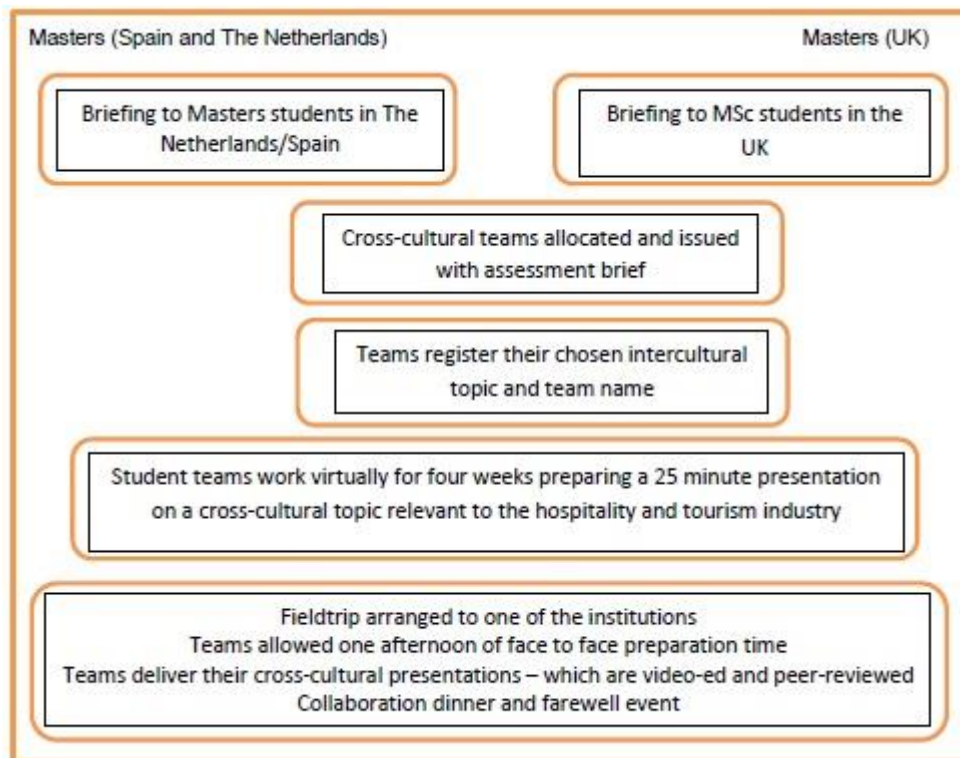 Masters (Spain and The Netherlands)
Masters (UK)
Briefing to Masters students in The
Netherlands/Spain
Briefing to MSc students in the
UK
Cross-cultural teams allocated and issued
with assessment brief
Teams register their chosen intercultural
topic and team name
Student teams work virtually for four weeks preparing a 25 minute presentation
on a cross-cultural topic relevant to the hospitality and tourism industry
Fieldtrip arranged to one of the institutions
Teams allowed one afternoon of face to face preparation time
Teams deliver their cross-cultural presentations – which are video-ed and peer-reviewed
Collaboration dinner and farewell event